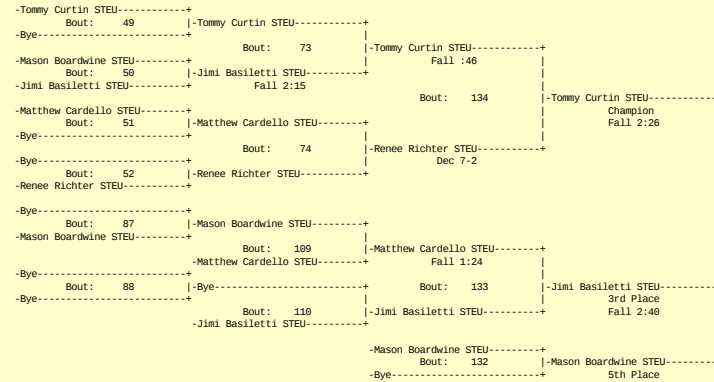 -Tommy Curtin STEU-----------+
Bout: 49 |-Tommy Curtin STEU-----------+
-Bye-------------------------+ |
Bout: 73 |-Tommy Curtin STEU-----------+
-Mason Boardwine STEU--------+ | Fall :46 |
Bout: 50 |-Jimi Basiletti STEU---------+ |
-Jimi Basiletti STEU---------+ Fall 2:15 |
Bout: 134 |-Tommy Curtin STEU-----------
-Matthew Cardello STEU-------+ | Champion
Bout: 51 |-Matthew Cardello STEU-------+ | Fall 2:26
-Bye-------------------------+ | |
Bout: 74 |-Renee Richter STEU----------+
-Bye-------------------------+ | Dec 7-2
Bout: 52 |-Renee Richter STEU----------+
-Renee Richter STEU----------+
-Bye-------------------------+
Bout: 87 |-Mason Boardwine STEU--------+
-Mason Boardwine STEU--------+ |
Bout: 109 |-Matthew Cardello STEU-------+
-Matthew Cardello STEU-------+ Fall 1:24 |
-Bye-------------------------+ |
Bout: 88 |-Bye-------------------------+ Bout: 133 |-Jimi Basiletti STEU---------
-Bye-------------------------+ | | 3rd Place
Bout: 110 |-Jimi Basiletti STEU---------+ Fall 2:40
-Jimi Basiletti STEU---------+
-Mason Boardwine STEU--------+
Bout: 132 |-Mason Boardwine STEU--------
-Bye-------------------------+ 5th Place